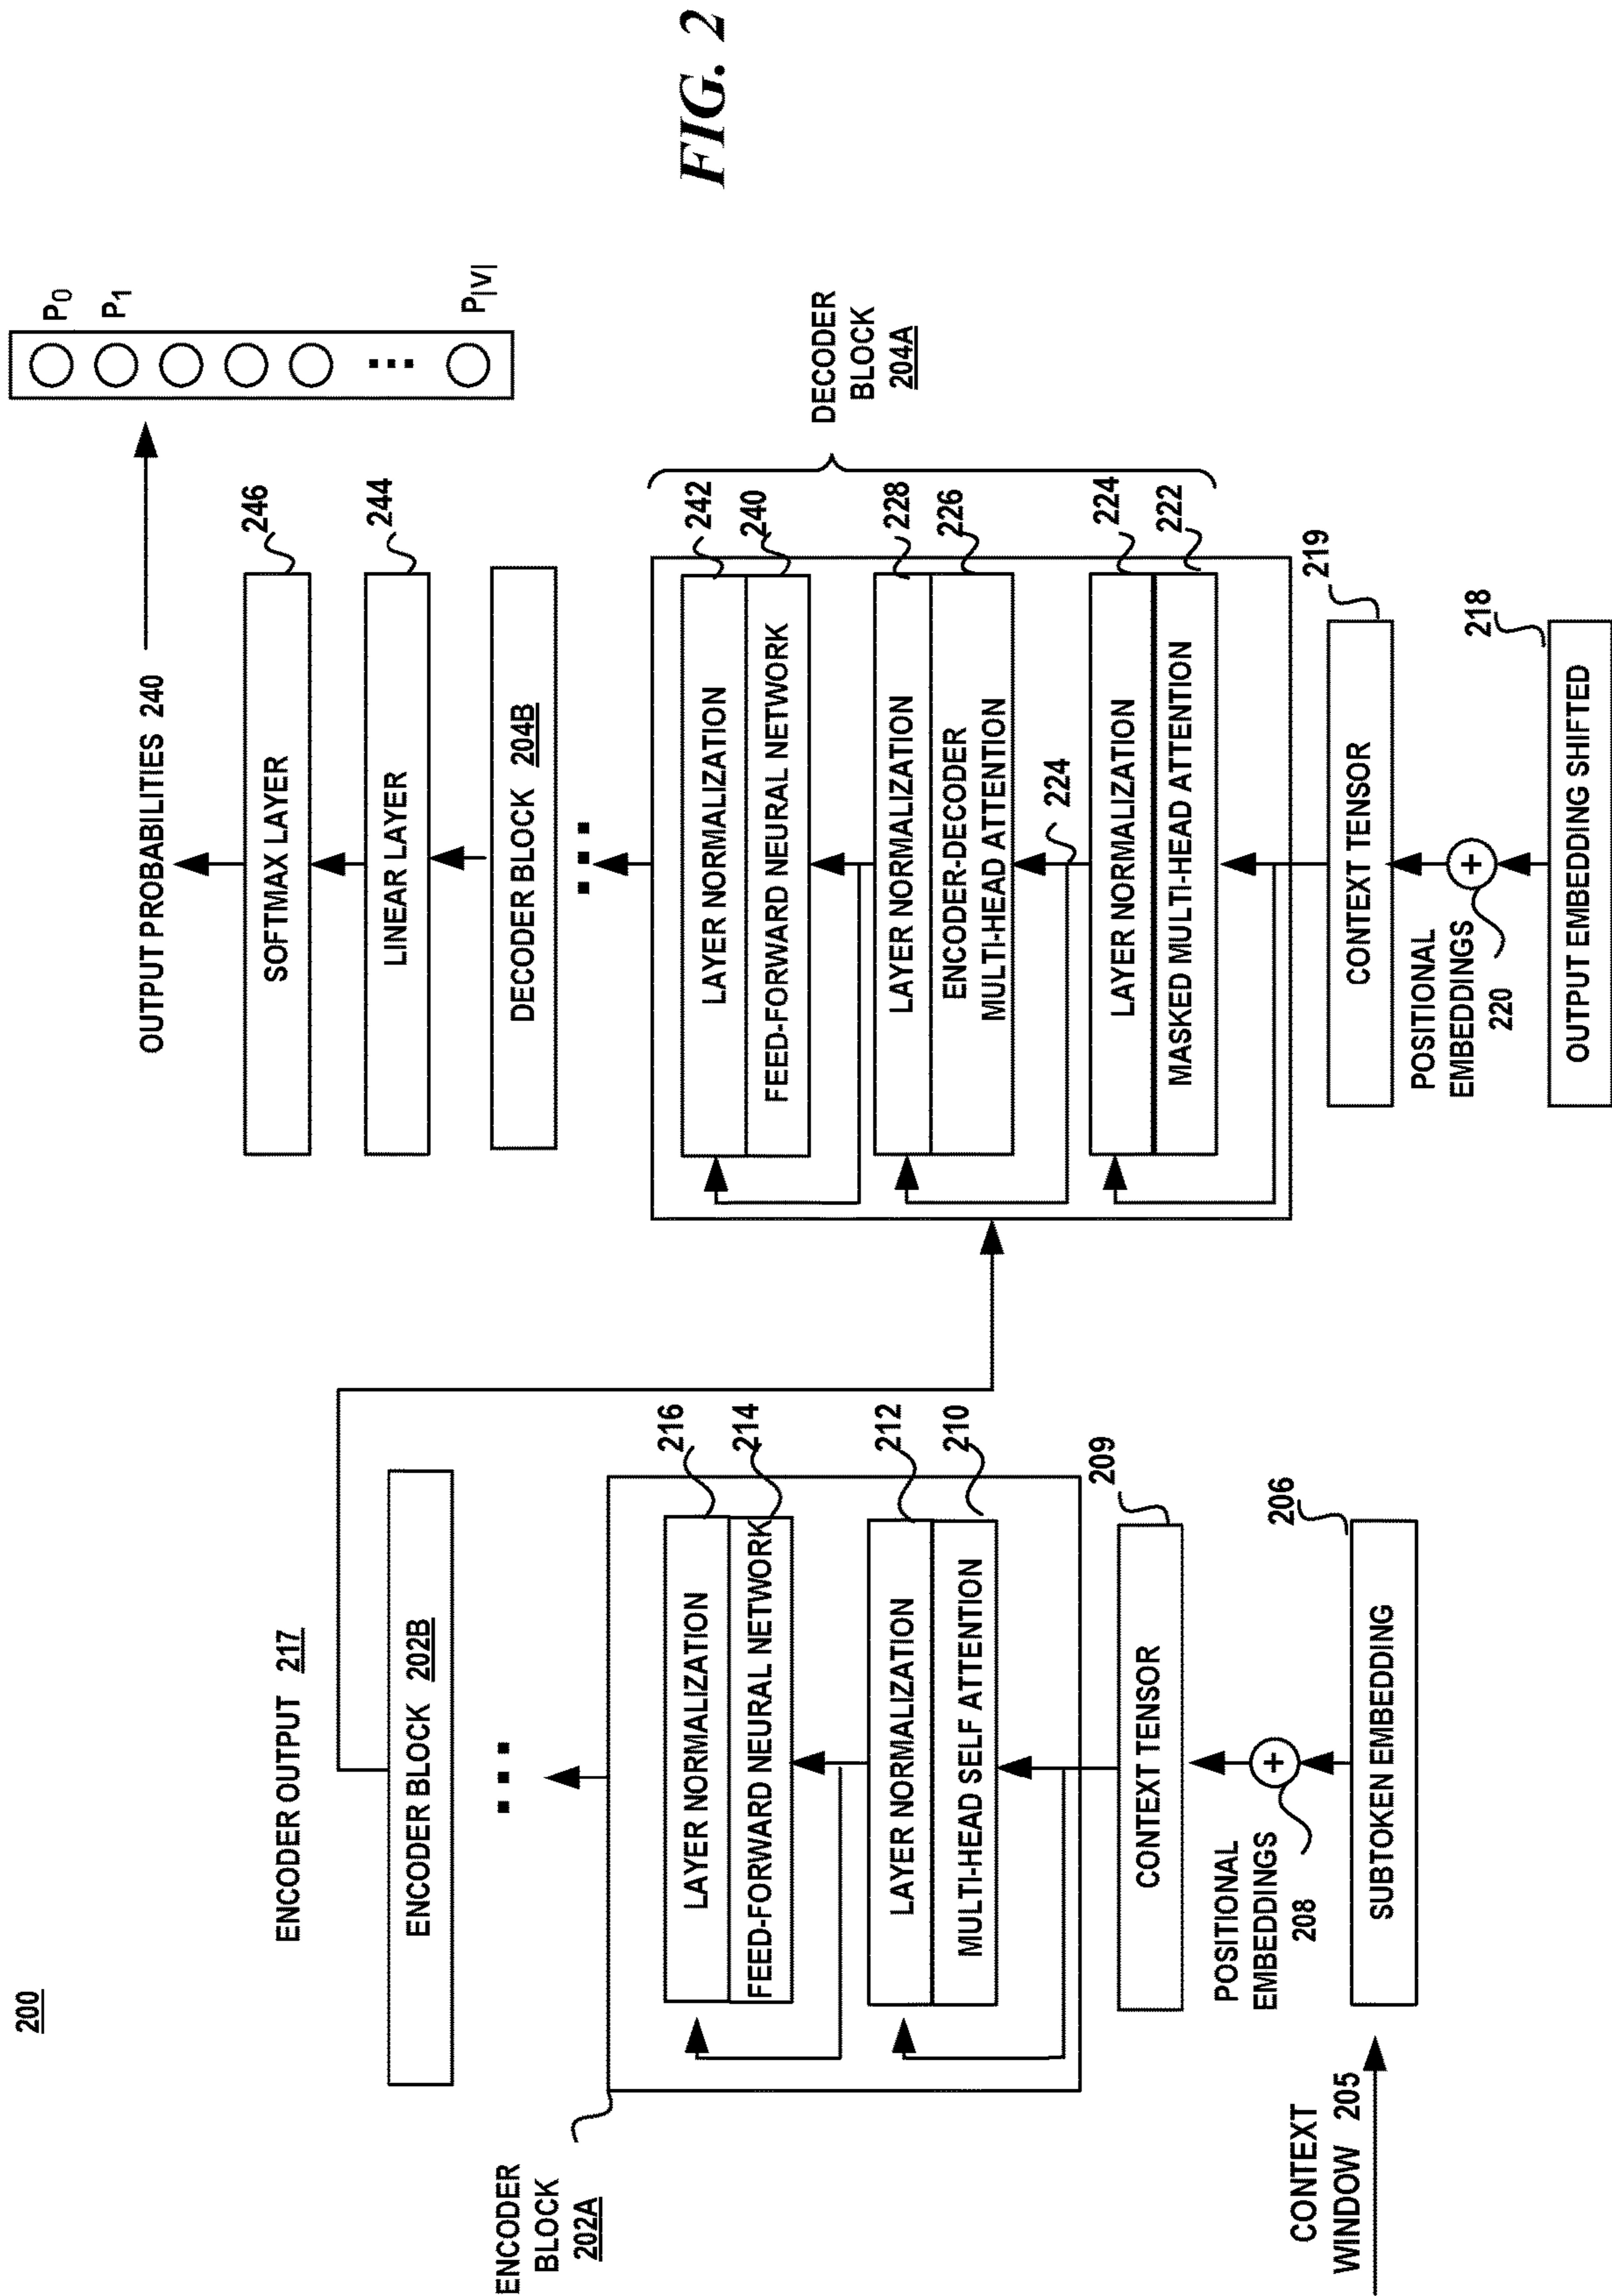 200
ENCODER OUTPUT 217
ENCODER BLOCK 202B
ENCODER
BLOCK
202A
LAYER NORMALIZATION
216
FEED-FORWARD NEURAL NETWORK
214
LAYER NORMALIZATION
212
MULTI-HEAD SELF ATTENTION
210
CONTEXT TENSOR
209
POSITIONAL
EMBEDDINGS
208
+
CONTEXT
WINDOW 205
SUBTOKEN EMBEDDING
206
OUTPUT PROBABILITIES 240
P0
P1
P|V|
SOFTMAX LAYER
246
LINEAR LAYER
244
DECODER BLOCK 204B
LAYER NORMALIZATION
242
FEED-FORWARD NEURAL NETWORK
240
LAYER NORMALIZATION
228
ENCODER-DECODER
MULTI-HEAD ATTENTION
226
224
LAYER NORMALIZATION
224
MASKED MULTI-HEAD ATTENTION
222
DECODER
BLOCK
204A
CONTEXT TENSOR
219
POSITIONAL
EMBEDDINGS
220
+
OUTPUT EMBEDDING SHIFTED
218
FIG. 2